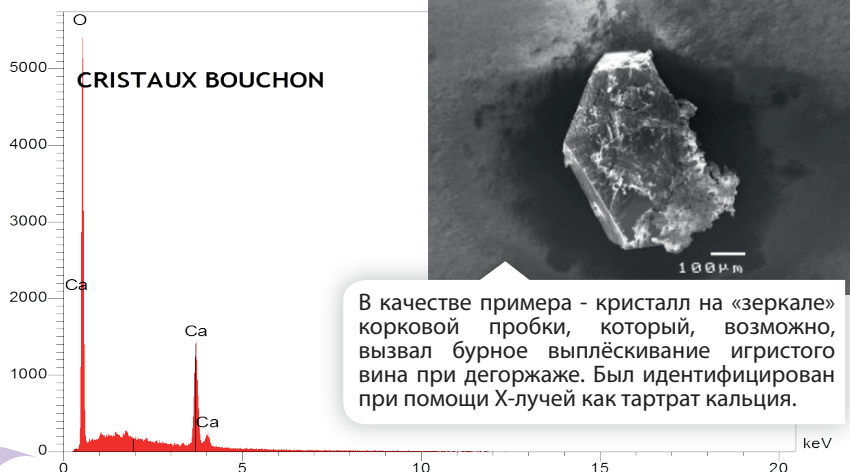 O
5000
CRISTAUX BOUCHON
4000
3000
Ca
2000
Ca
1000
Ca
0
keV
0 5 10 15 20
100µm
В качестве примера - кристалл на «зеркале»
корковой пробки, который, возможно,
вызвал бурное выплёскивание игристого
вина при дегоржаже. Был идентифицирован
при помощи Х-лучей как тартрат кальция.